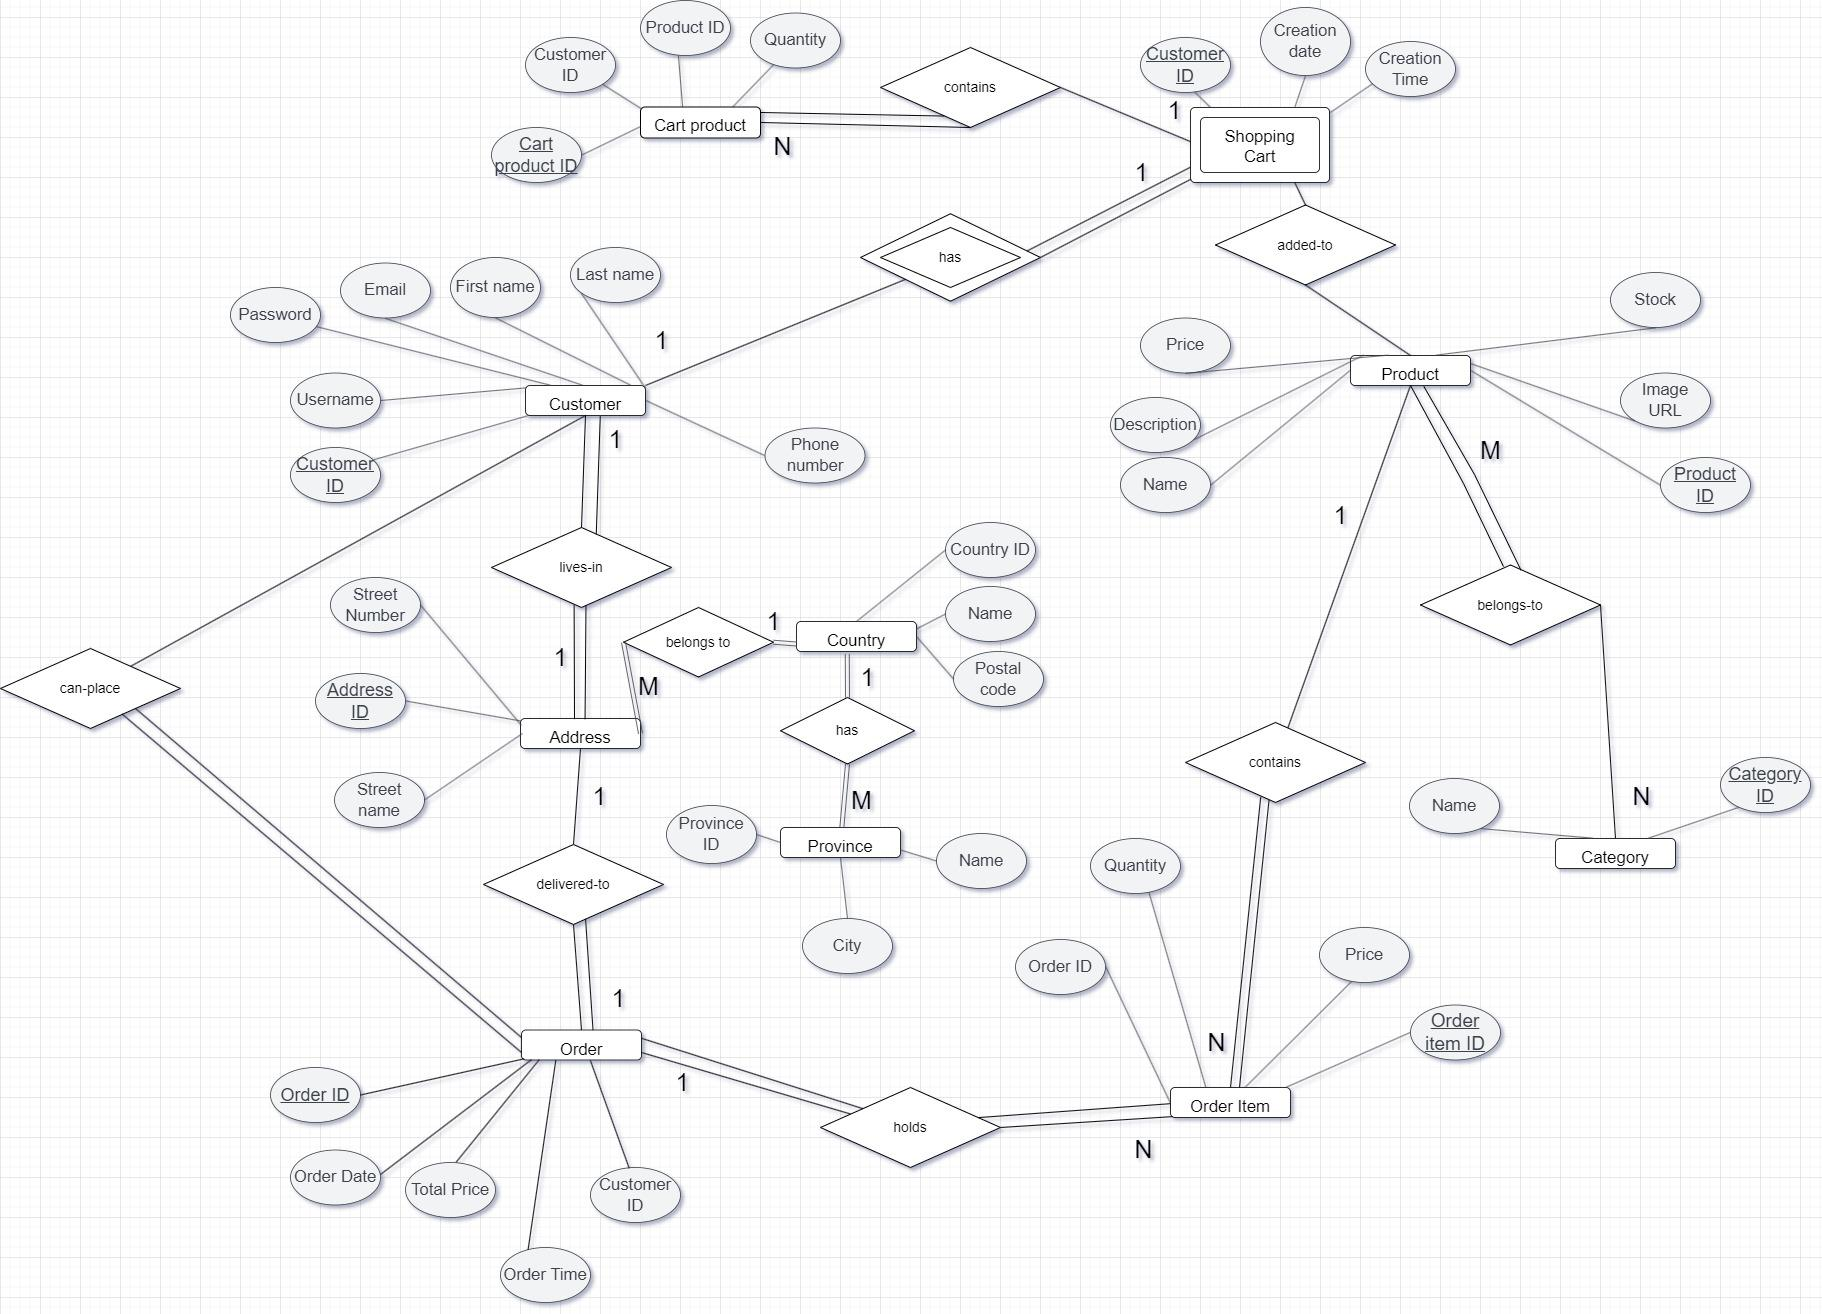 Product ID
Quantity
Customer
ID
Cart product
Cart
product ID
N
contains
1
Customer
ID
Creation
date
Creation
Time
Shopping
Cart
1
has
added-to
Last name
First name
Email
Password
1
Username
Customer
Customer
ID
1
Phone
number
Stock
Price
Product
Image
URL
Description
Name
M
Product
ID
1
lives-in
Country ID
Street
Number
belongs to
1
Country
Name
Postal
code
belongs-to
1
M
1
can-place
Address
ID
Address
has
contains
Street
name
1
M
Province
ID
Province
Name
City
Name
N
Category
ID
Category
delivered-to
Quantity
Order ID
Price
1
N
Order
item ID
Order
1
Order Item
Order ID
holds
N
Order Date
Total Price
Customer
ID
Order Time